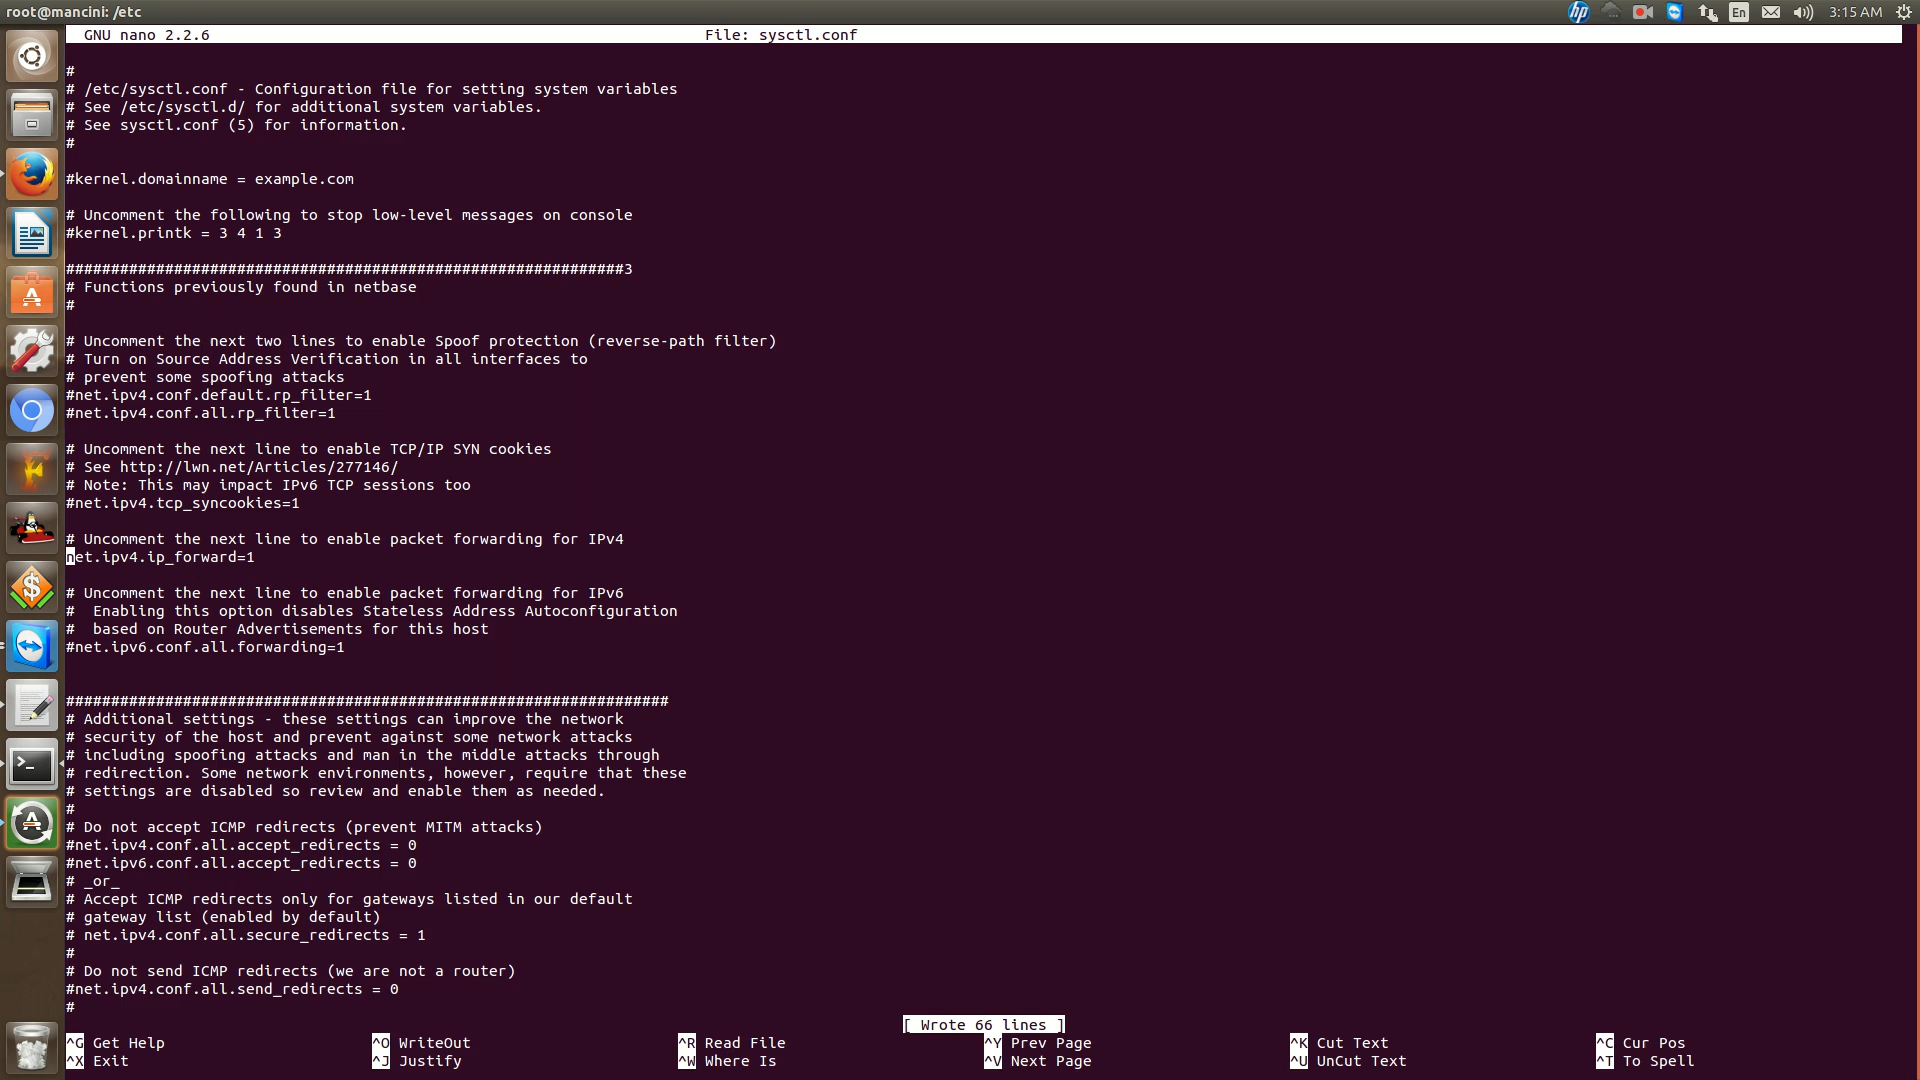 root@mancini: /etc
En
3:15 AM
GNU nano 2.2.6 File: sysctl.conf
#
# /etc/sysctl.conf - Configuration file for setting system variables
# See /etc/sysctl.d/ for additional system variables.
# See sysctl.conf (5) for information.
#
#kernel.domainname = example.com
# Uncomment the following to stop low-level messages on console
#kernel.printk = 3 4 1 3
##############################################################3
# Functions previously found in netbase
#
# Uncomment the next two lines to enable Spoof protection (reverse-path filter)
# Turn on Source Address Verification in all interfaces to
# prevent some spoofing attacks
#net.ipv4.conf.default.rp_filter=1
#net.ipv4.conf.all.rp_filter=1
# Uncomment the next line to enable TCP/IP SYN cookies
# See http://lwn.net/Articles/277146/
# Note: This may impact IPv6 TCP sessions too
#net.ipv4.tcp_syncookies=1
# Uncomment the next line to enable packet forwarding for IPv4
net.ipv4.ip_forward=1
# Uncomment the next line to enable packet forwarding for IPv6
#  Enabling this option disables Stateless Address Autoconfiguration
#  based on Router Advertisements for this host
#net.ipv6.conf.all.forwarding=1
###################################################################
# Additional settings - these settings can improve the network
# security of the host and prevent against some network attacks
# including spoofing attacks and man in the middle attacks through
# redirection. Some network environments, however, require that these
# settings are disabled so review and enable them as needed.
#
# Do not accept ICMP redirects (prevent MITM attacks)
#net.ipv4.conf.all.accept_redirects = 0
#net.ipv6.conf.all.accept_redirects = 0
# _or_
# Accept ICMP redirects only for gateways listed in our default
# gateway list (enabled by default)
# net.ipv4.conf.all.secure_redirects = 1
#
# Do not send ICMP redirects (we are not a router)
#net.ipv4.conf.all.send_redirects = 0
#
[ Wrote 66 lines ]
^G Get Help ^O WriteOut ^R Read File ^Y Prev Page ^K Cut Text ^C Cur Pos
^X Exit ^J Justify ^W Where Is ^V Next Page ^U UnCut Text ^T To Spell